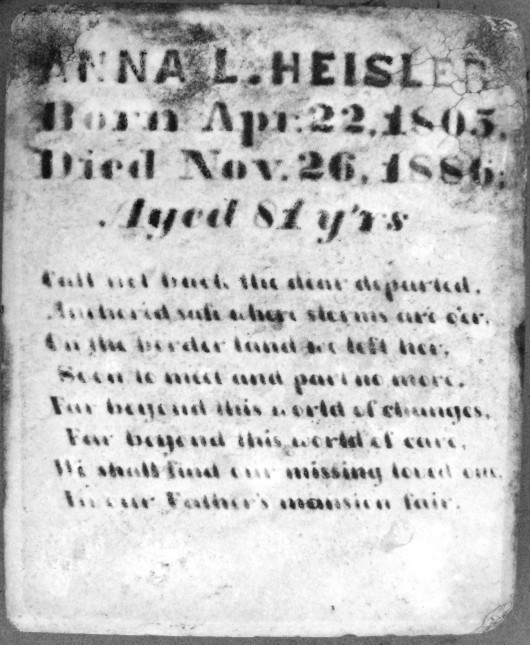 ANNA L. HEISLER
Born Apr. 22, 1805.
Died Nov. 26, 1886;
Aged 81 y'rs
Call not back the dear departed,
Anchored safe where storms are o'er.
On the border land we left her,
Soon to meet and part no more.
Far beyond this world of changes,
Far beyond this world of care,
We shall find our missing loved one,
In our Father's mansion fair.